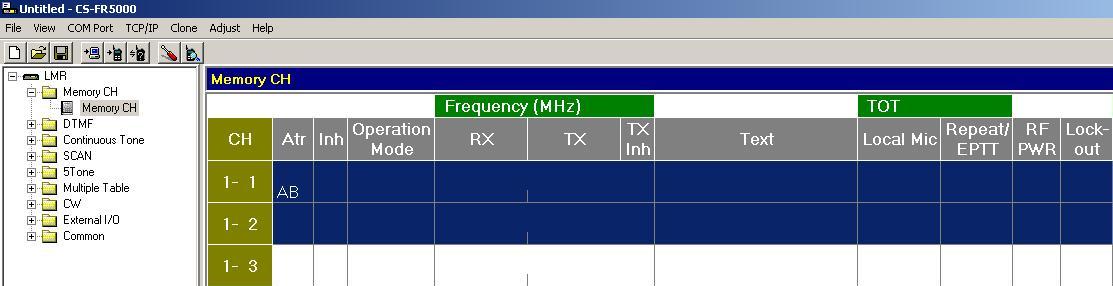 Untitled - CS-FR5000
File View COM Port TCP/IP Clone Adjust Help
LMR
Memory CH
Memory CH
DTMF
Continuous Tone
SCAN
5Tone
Multiple Table
CW
External I/O
Common
Memory CH
Frequency (MHz) TOT
CH Atr Inh Operation Mode RX TX TX Inh Text Local Mic Repeat/ EPTT RF PWR Lock-out
1- 1 AB
1- 2
1- 3